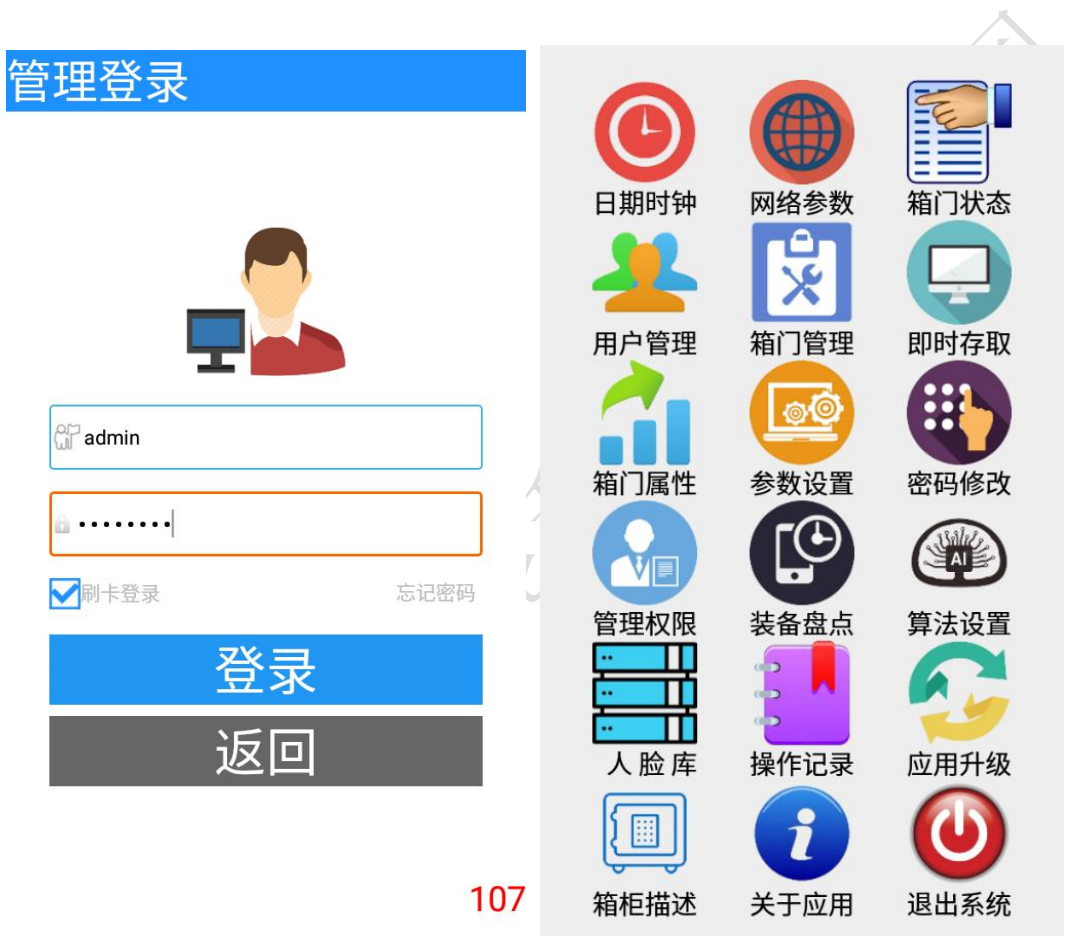 管理登录
admin
刷卡登录 忘记密码
登录
返回
107
日期时钟 网络参数 箱门状态
用户管理 箱门管理 即时存取
箱门属性 参数设置 密码修改
管理权限 装备盘点 算法设置
AI
人脸库 操作记录 应用升级
箱柜描述 关于应用 退出系统